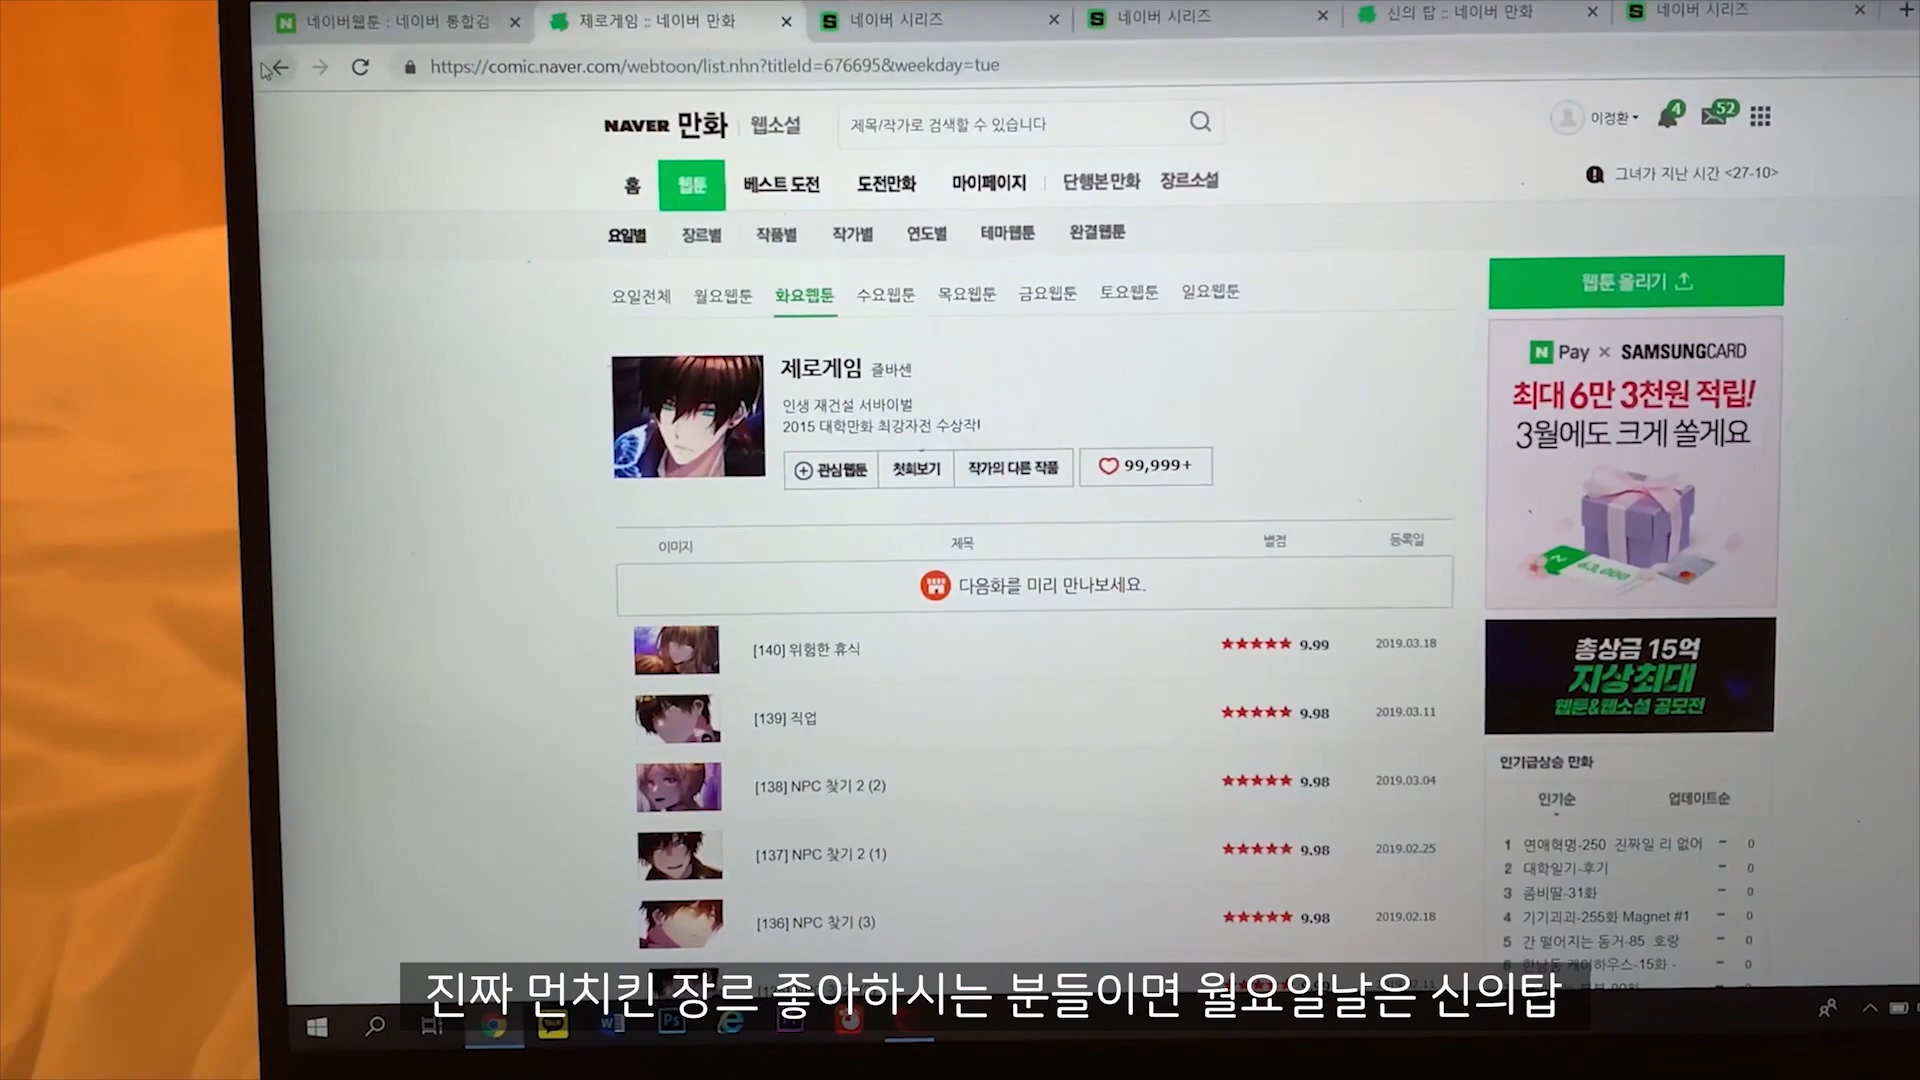 네이버웹툰 : 네이버 통합검
제로게임 :: 네이버 만화
네이버 시리즈
네이버 시리즈
신의 탑 :: 네이버 만화
네이버 시리즈
https://comic.naver.com/webtoon/list.nhn?titleId=676695&weekday=tue
NAVER 만화 웹소설
제목/작가로 검색할 수 있습니다
이정환
4
52
홈 웹툰 베스트 도전 도전만화 마이페이지 단행본만화 장르소설
그녀가 지난 시간 <27-10>
요일별 장르별 작품별 작가별 연도별 테마웹툰 완결웹툰
요일전체 월요웹툰 화요웹툰 수요웹툰 목요웹툰 금요웹툰 토요웹툰 일요웹툰
웹툰 올리기
제로게임 즐바센
인생 재건설 서바이벌
2015 대학만화 최강자전 수상작!
관심웹툰 첫회보기 작가의 다른 작품 99,999+
N Pay × SAMSUNGCARD
최대 6만 3천원 적립!
3월에도 크게 쏠게요
63,000
이미지 제목 별점 등록일
다음화를 미리 만나보세요.
[140] 위험한 휴식 ★★★★★ 9.99 2019.03.18
[139] 직업 ★★★★★ 9.98 2019.03.11
[138] NPC 찾기 2 (2) ★★★★★ 9.98 2019.03.04
[137] NPC 찾기 2 (1) ★★★★★ 9.98 2019.02.25
[136] NPC 찾기 (3) ★★★★★ 9.98 2019.02.18
총상금 15억
지상최대
웹툰&웹소설 공모전
인기급상승 만화
인기순 업데이트순
1 연애혁명-250 진짜일 리 없어 0
2 대학일기-후기 0
3 좀비딸-31화 0
4 기기괴괴-255화 Magnet #1 0
5 간 떨어지는 동거-85 호랑 0
6 한남동 케이하우스-15화 - 0
진짜 먼치킨 장르 좋아하시는 분들이면 월요일날은 신의탑